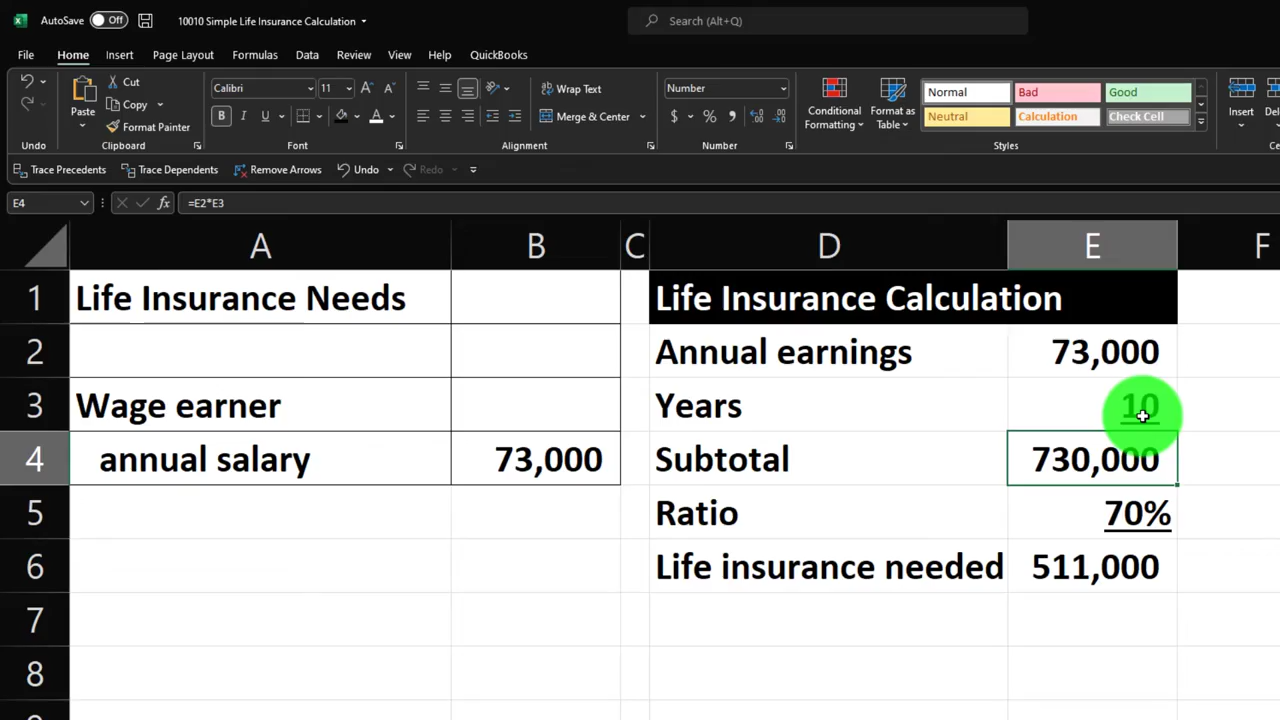 AutoSave Off 10010 Simple Life Insurance Calculation Search (Alt+Q)
File Home Insert Page Layout Formulas Data Review View Help QuickBooks
Cut
Copy
Paste
Format Painter
Calibri 11
B I U
Wrap Text
Merge & Center
Number
$ %
Conditional Formatting
Format as Table
Normal Bad Good
Neutral Calculation Check Cell
Insert
Undo Clipboard Font Alignment Number Styles
Trace Precedents Trace Dependents Remove Arrows Undo Redo
E4 fx =E2*E3
A B C D E F
1 Life Insurance Needs Life Insurance Calculation
2 Annual earnings 73,000
3 Wage earner Years 10
4 annual salary 73,000 Subtotal 730,000
5 Ratio 70%
6 Life insurance needed 511,000
7
8